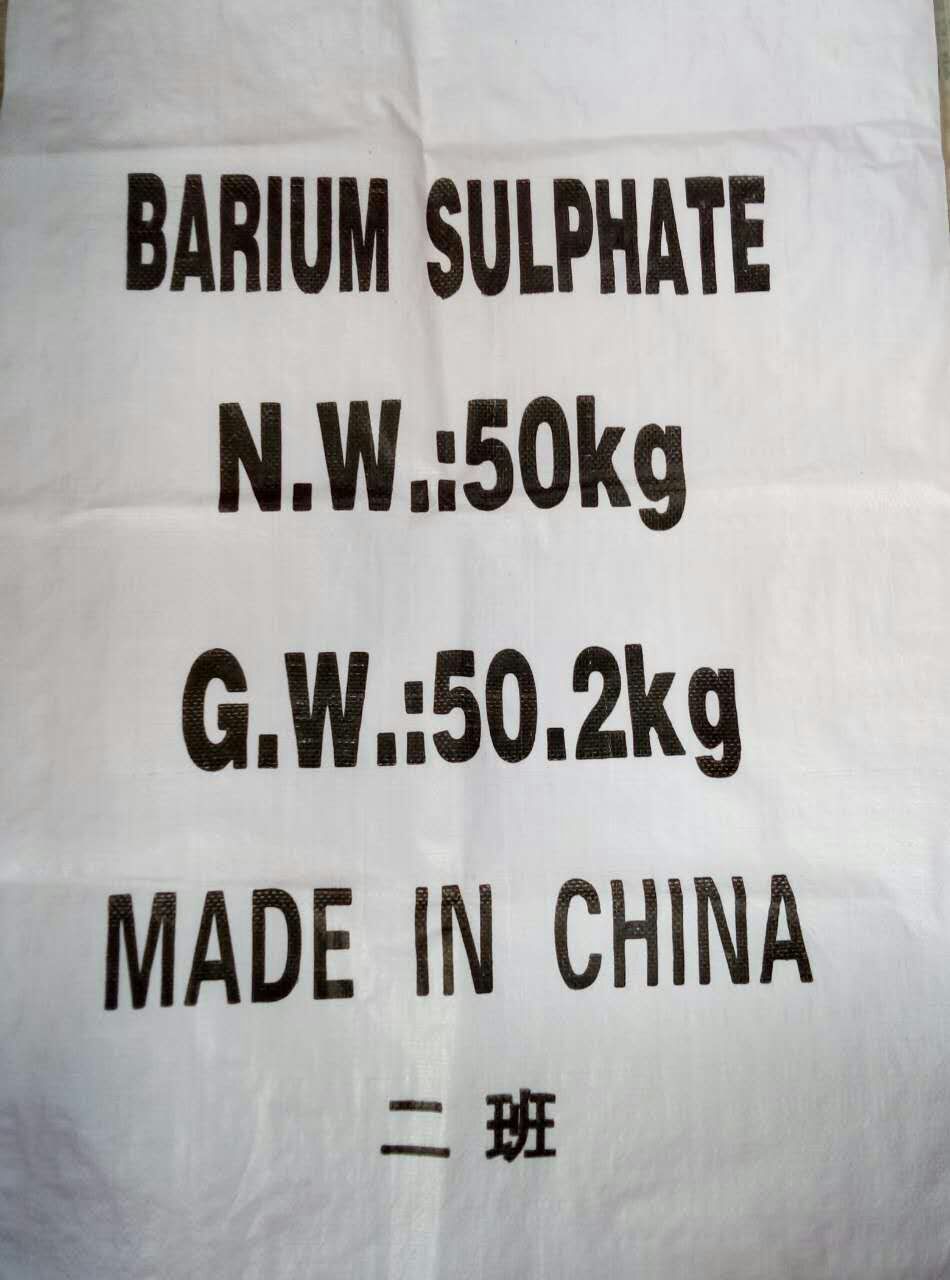 BARIUM SULPHATE
N.W.:50kg
G.W.:50.2kg
MADE IN CHINA
二 班